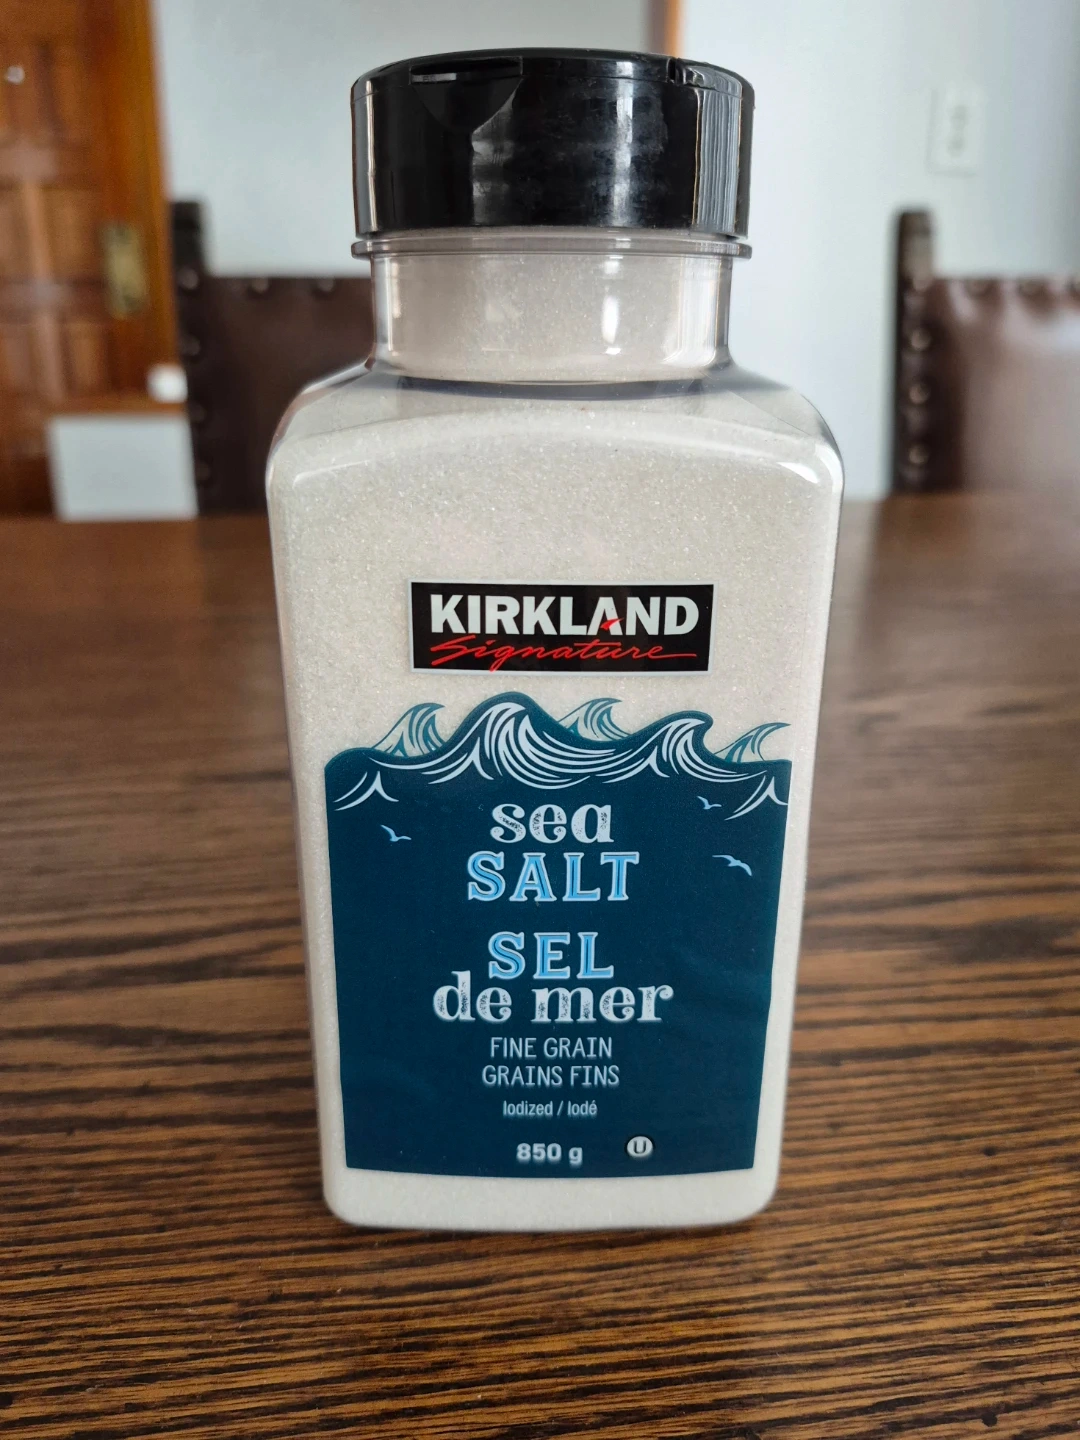 KIRKLAND
Signature
sea
SALT
SEL
de mer
FINE GRAIN
GRAINS FINS
Iodized / Iodé
850 g
U